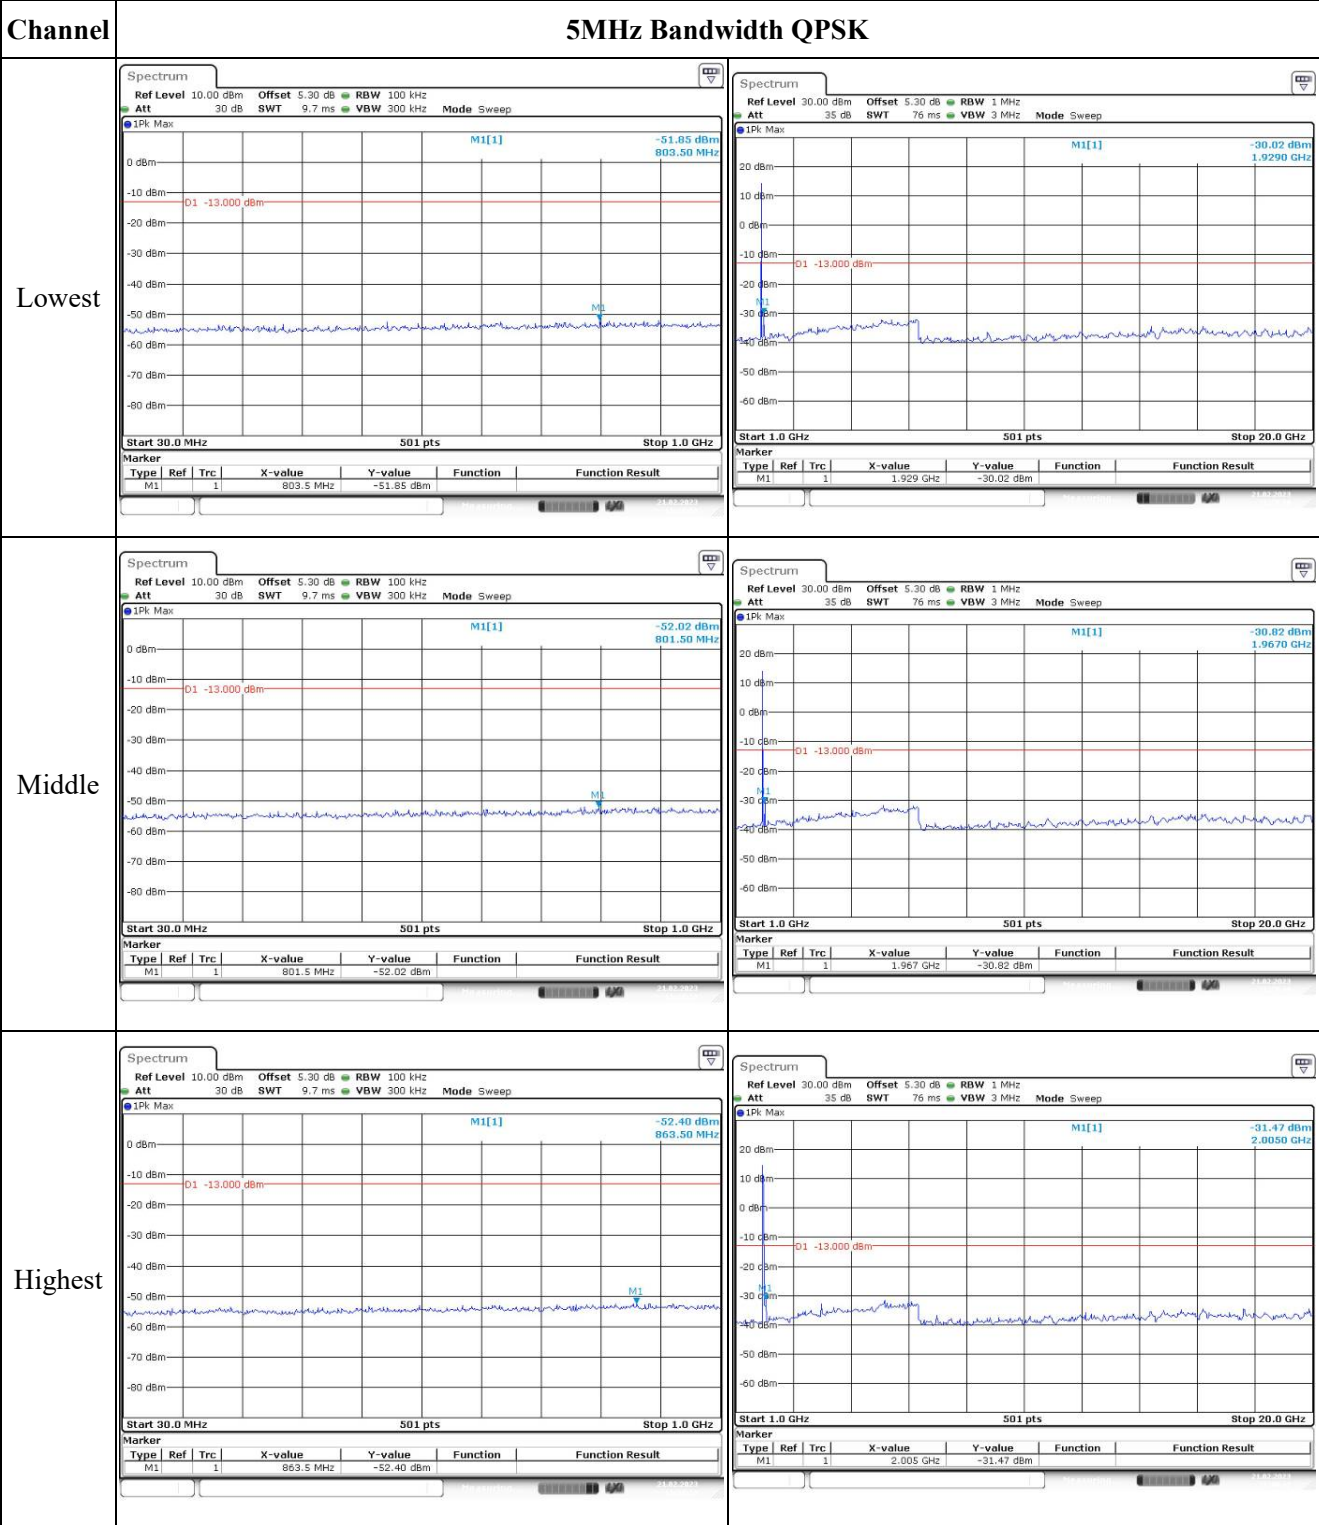 Channel 5MHz Bandwidth QPSK
Lowest
Spectrum
Ref Level 10.00 dBm Offset 5.30 dB RBW 100 kHz
Att 30 dB SWT 9.7 ms VBW 300 kHz Mode Sweep
1Pk Max
M1[1] -51.85 dBm
803.50 MHz
0 dBm
-10 dBm
D1 -13.000 dBm
-20 dBm
-30 dBm
-40 dBm
M1
-50 dBm
-60 dBm
-70 dBm
-80 dBm
Start 30.0 MHz 501 pts Stop 1.0 GHz
Marker
Type Ref Trc X-value Y-value Function Function Result
M1 1 803.5 MHz -51.85 dBm
Spectrum
Ref Level 30.00 dBm Offset 5.30 dB RBW 1 MHz
Att 35 dB SWT 76 ms VBW 3 MHz Mode Sweep
1Pk Max
M1[1] -30.02 dBm
1.9290 GHz
20 dBm
10 dBm
0 dBm
-10 dBm
D1 -13.000 dBm
-20 dBm
M1
-30 dBm
-40 dBm
-50 dBm
-60 dBm
Start 1.0 GHz 501 pts Stop 20.0 GHz
Marker
Type Ref Trc X-value Y-value Function Function Result
M1 1 1.929 GHz -30.02 dBm
Middle
Spectrum
Ref Level 10.00 dBm Offset 5.30 dB RBW 100 kHz
Att 30 dB SWT 9.7 ms VBW 300 kHz Mode Sweep
1Pk Max
M1[1] -52.02 dBm
801.50 MHz
0 dBm
-10 dBm
D1 -13.000 dBm
-20 dBm
-30 dBm
-40 dBm
M1
-50 dBm
-60 dBm
-70 dBm
-80 dBm
Start 30.0 MHz 501 pts Stop 1.0 GHz
Marker
Type Ref Trc X-value Y-value Function Function Result
M1 1 801.5 MHz -52.02 dBm
Spectrum
Ref Level 30.00 dBm Offset 5.30 dB RBW 1 MHz
Att 35 dB SWT 76 ms VBW 3 MHz Mode Sweep
1Pk Max
M1[1] -30.82 dBm
1.9670 GHz
20 dBm
10 dBm
0 dBm
-10 dBm
D1 -13.000 dBm
-20 dBm
M1
-30 dBm
-40 dBm
-50 dBm
-60 dBm
Start 1.0 GHz 501 pts Stop 20.0 GHz
Marker
Type Ref Trc X-value Y-value Function Function Result
M1 1 1.967 GHz -30.82 dBm
Highest
Spectrum
Ref Level 10.00 dBm Offset 5.30 dB RBW 100 kHz
Att 30 dB SWT 9.7 ms VBW 300 kHz Mode Sweep
1Pk Max
M1[1] -52.40 dBm
863.50 MHz
0 dBm
-10 dBm
D1 -13.000 dBm
-20 dBm
-30 dBm
-40 dBm
M1
-50 dBm
-60 dBm
-70 dBm
-80 dBm
Start 30.0 MHz 501 pts Stop 1.0 GHz
Marker
Type Ref Trc X-value Y-value Function Function Result
M1 1 863.5 MHz -52.40 dBm
Spectrum
Ref Level 30.00 dBm Offset 5.30 dB RBW 1 MHz
Att 35 dB SWT 76 ms VBW 3 MHz Mode Sweep
1Pk Max
M1[1] -31.47 dBm
2.0050 GHz
20 dBm
10 dBm
0 dBm
-10 dBm
D1 -13.000 dBm
-20 dBm
M1
-30 dBm
-40 dBm
-50 dBm
-60 dBm
Start 1.0 GHz 501 pts Stop 20.0 GHz
Marker
Type Ref Trc X-value Y-value Function Function Result
M1 1 2.005 GHz -31.47 dBm